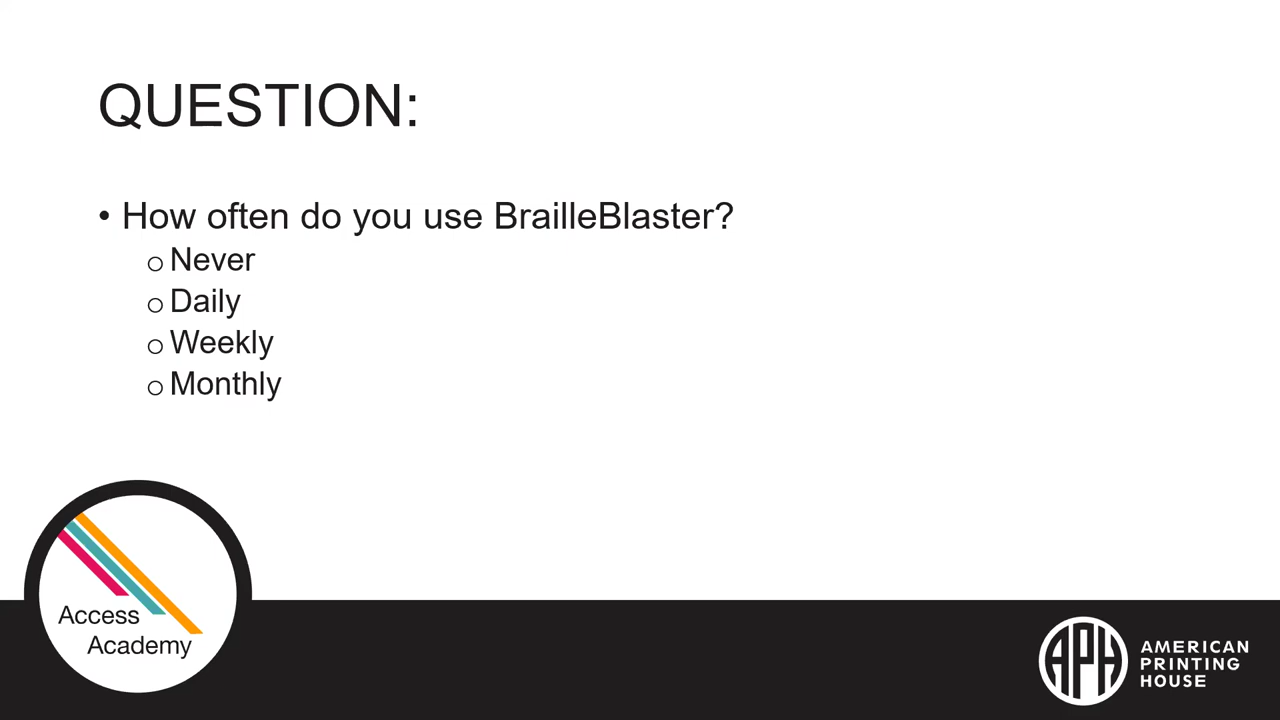 QUESTION:
• How often do you use BrailleBlaster?
o Never
o Daily
o Weekly
o Monthly
Access
Academy
APH
AMERICAN
PRINTING
HOUSE